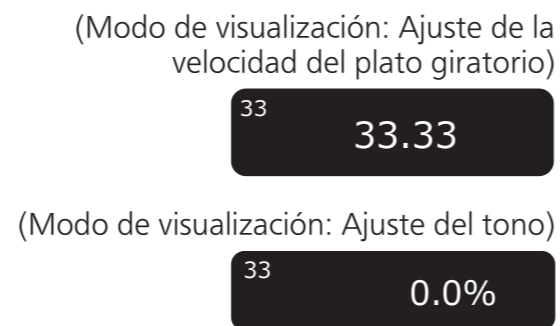 (Modo de visualización: Ajuste de la
velocidad del plato giratorio)
33
33.33
(Modo de visualización: Ajuste del tono)
33
0.0%